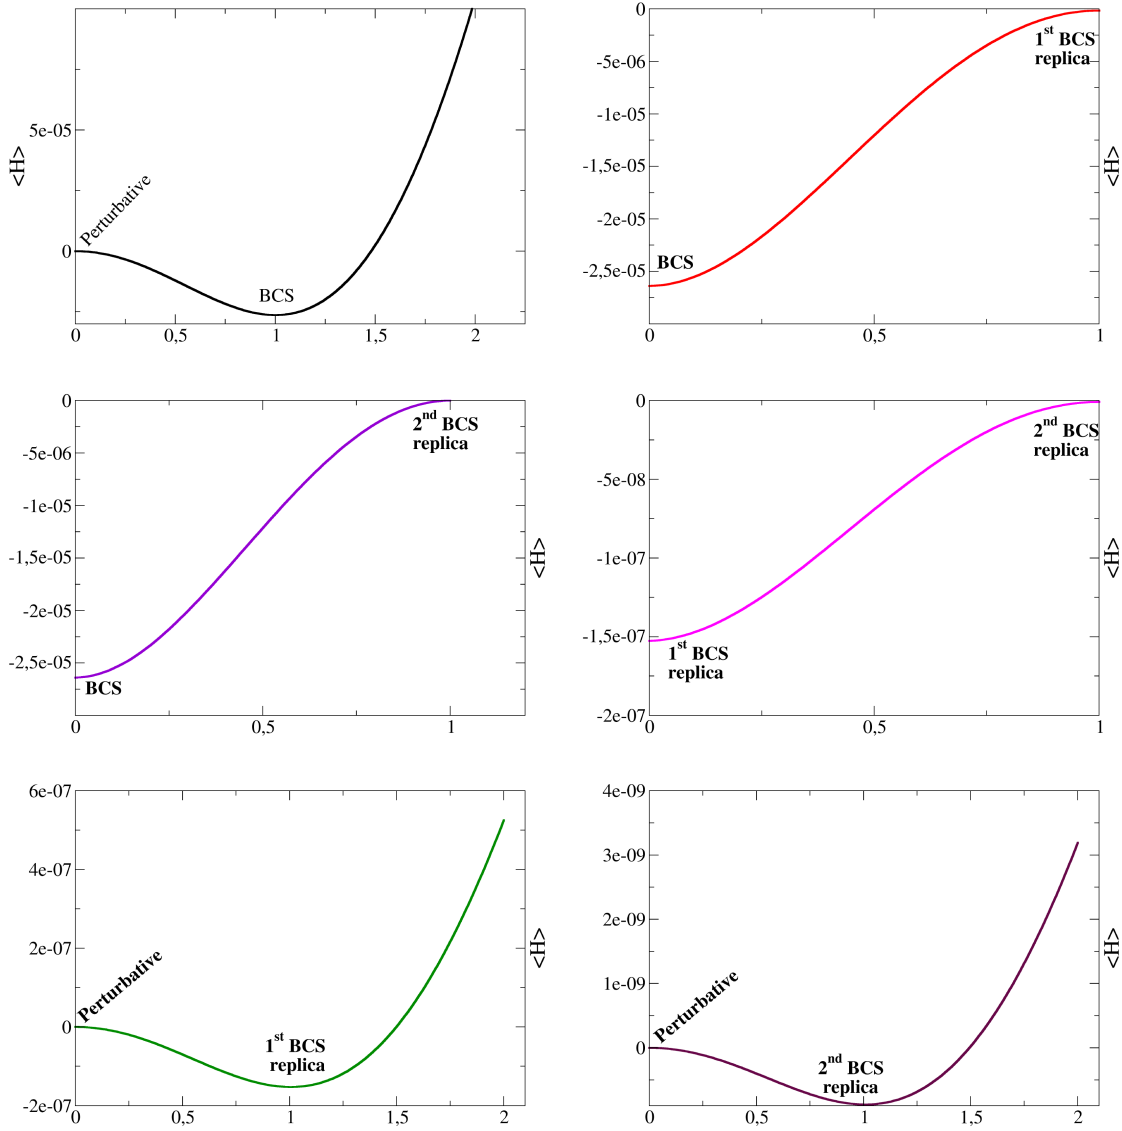 5e-05
0
<H>
Perturbative
BCS
0 0,5 1 1,5 2
0
-5e-06
-1e-05
-1,5e-05
-2e-05
-2,5e-05
1st BCS
replica
<H>
BCS
0 0,5 1
0
-5e-06
-1e-05
-1,5e-05
-2e-05
-2,5e-05
2nd BCS
replica
<H>
BCS
0 0,5 1
0
-5e-08
-1e-07
-1,5e-07
-2e-07
2nd BCS
replica
<H>
1st BCS
replica
0 0,5 1
6e-07
4e-07
2e-07
0
-2e-07
<H>
Perturbative
1st BCS
replica
0 0,5 1 1,5 2
4e-09
3e-09
2e-09
1e-09
0
<H>
Perturbative
2nd BCS
replica
0 0,5 1 1,5 2